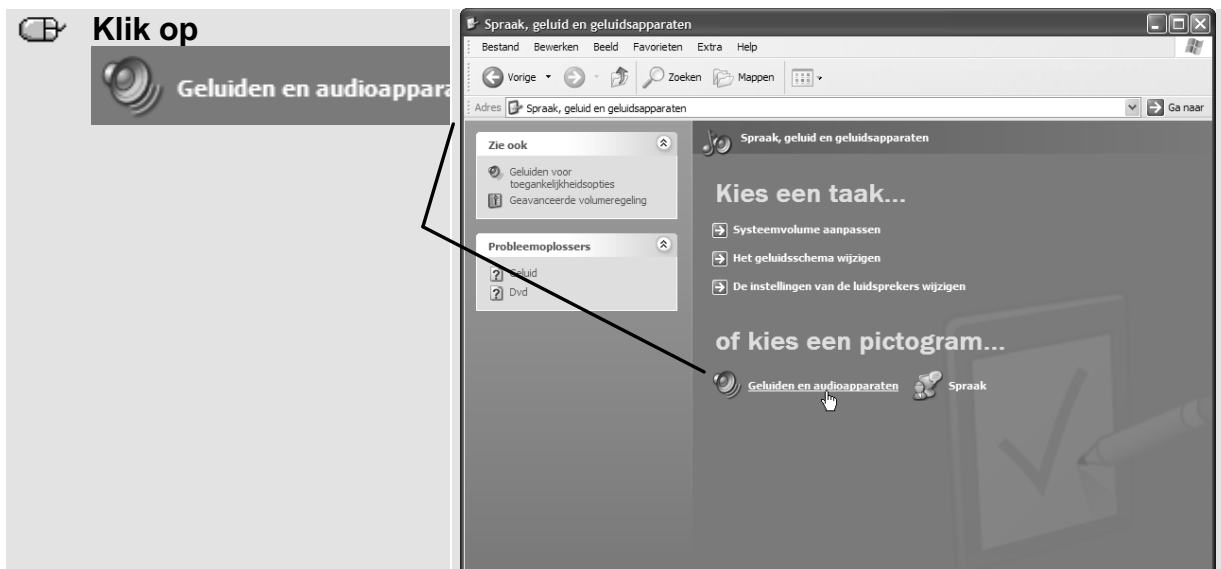 Klik op
Geluiden en audioappara
Spraak, geluid en geluidsapparaten
Bestand Bewerken Beeld Favorieten Extra Help
Vorige Zoeken Mappen
Adres Spraak, geluid en geluidsapparaten Ga naar
Zie ook
Geluiden voor
toegankelijkheidsopties
Geavanceerde volumeregeling
Probleemoplossers
Geluid
Dvd
Spraak, geluid en geluidsapparaten
Kies een taak...
Systeemvolume aanpassen
Het geluidsschema wijzigen
De instellingen van de luidsprekers wijzigen
of kies een pictogram...
Geluiden en audioapparaten Spraak